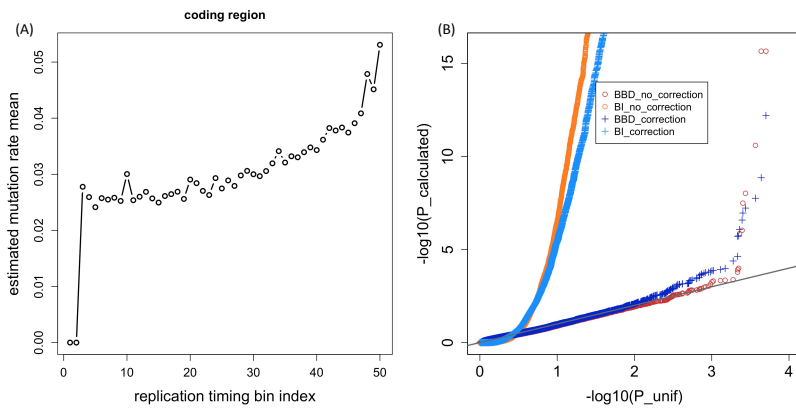 (A)
coding region
estimated mutation rate mean
0.00
0.01
0.02
0.03
0.04
0.05
0
10
20
30
40
50
replication timing bin index
(B)
-log10(P_calculated)
0
5
10
15
BBD_no_correction
BI_no_correction
BBD_correction
BI_correction
0
1
2
3
4
-log10(P_unif)